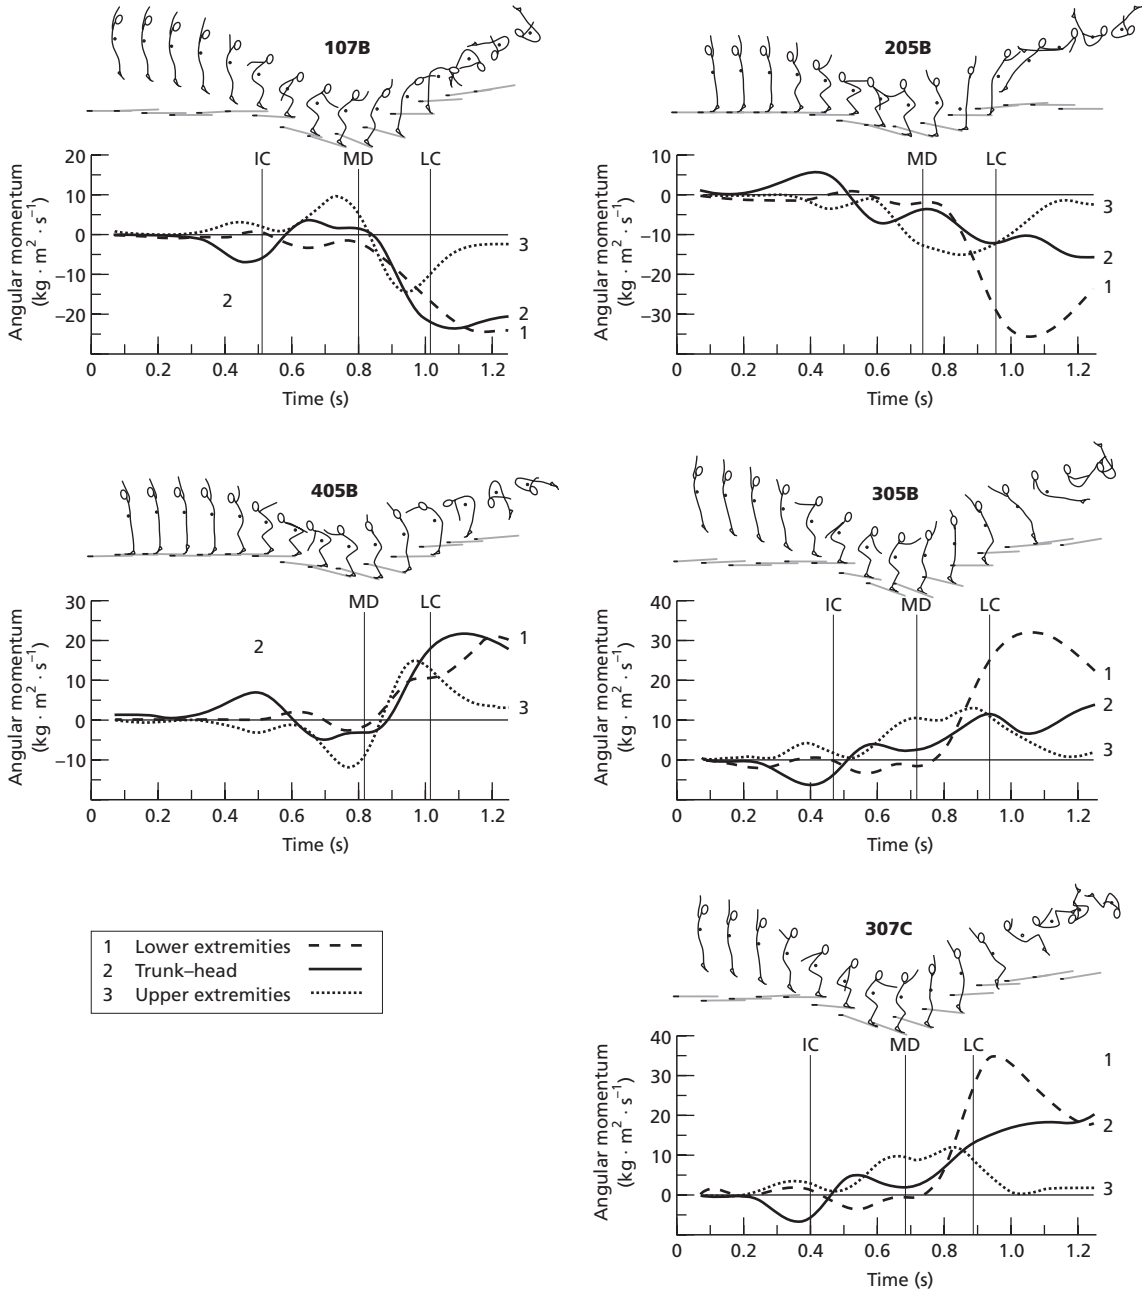 107B
IC MD LC
20
10
0
−10
−20
Angular momentum
(kg · m² · s⁻¹)
2
3
2
1
0 0.2 0.4 0.6 0.8 1.0 1.2
Time (s)
205B
MD LC
10
0
−10
−20
−30
Angular momentum
(kg · m² · s⁻¹)
3
2
1
0 0.2 0.4 0.6 0.8 1.0 1.2
Time (s)
405B
MD LC
30
20
10
0
−10
Angular momentum
(kg · m² · s⁻¹)
2
1
3
0 0.2 0.4 0.6 0.8 1.0 1.2
Time (s)
305B
IC MD LC
40
30
20
10
0
Angular momentum
(kg · m² · s⁻¹)
1
2
3
0 0.2 0.4 0.6 0.8 1.0 1.2
Time (s)
1 Lower extremities
2 Trunk–head
3 Upper extremities
307C
IC MD LC
40
30
20
10
0
Angular momentum
(kg · m² · s⁻¹)
1
2
3
0 0.2 0.4 0.6 0.8 1.0 1.2
Time (s)